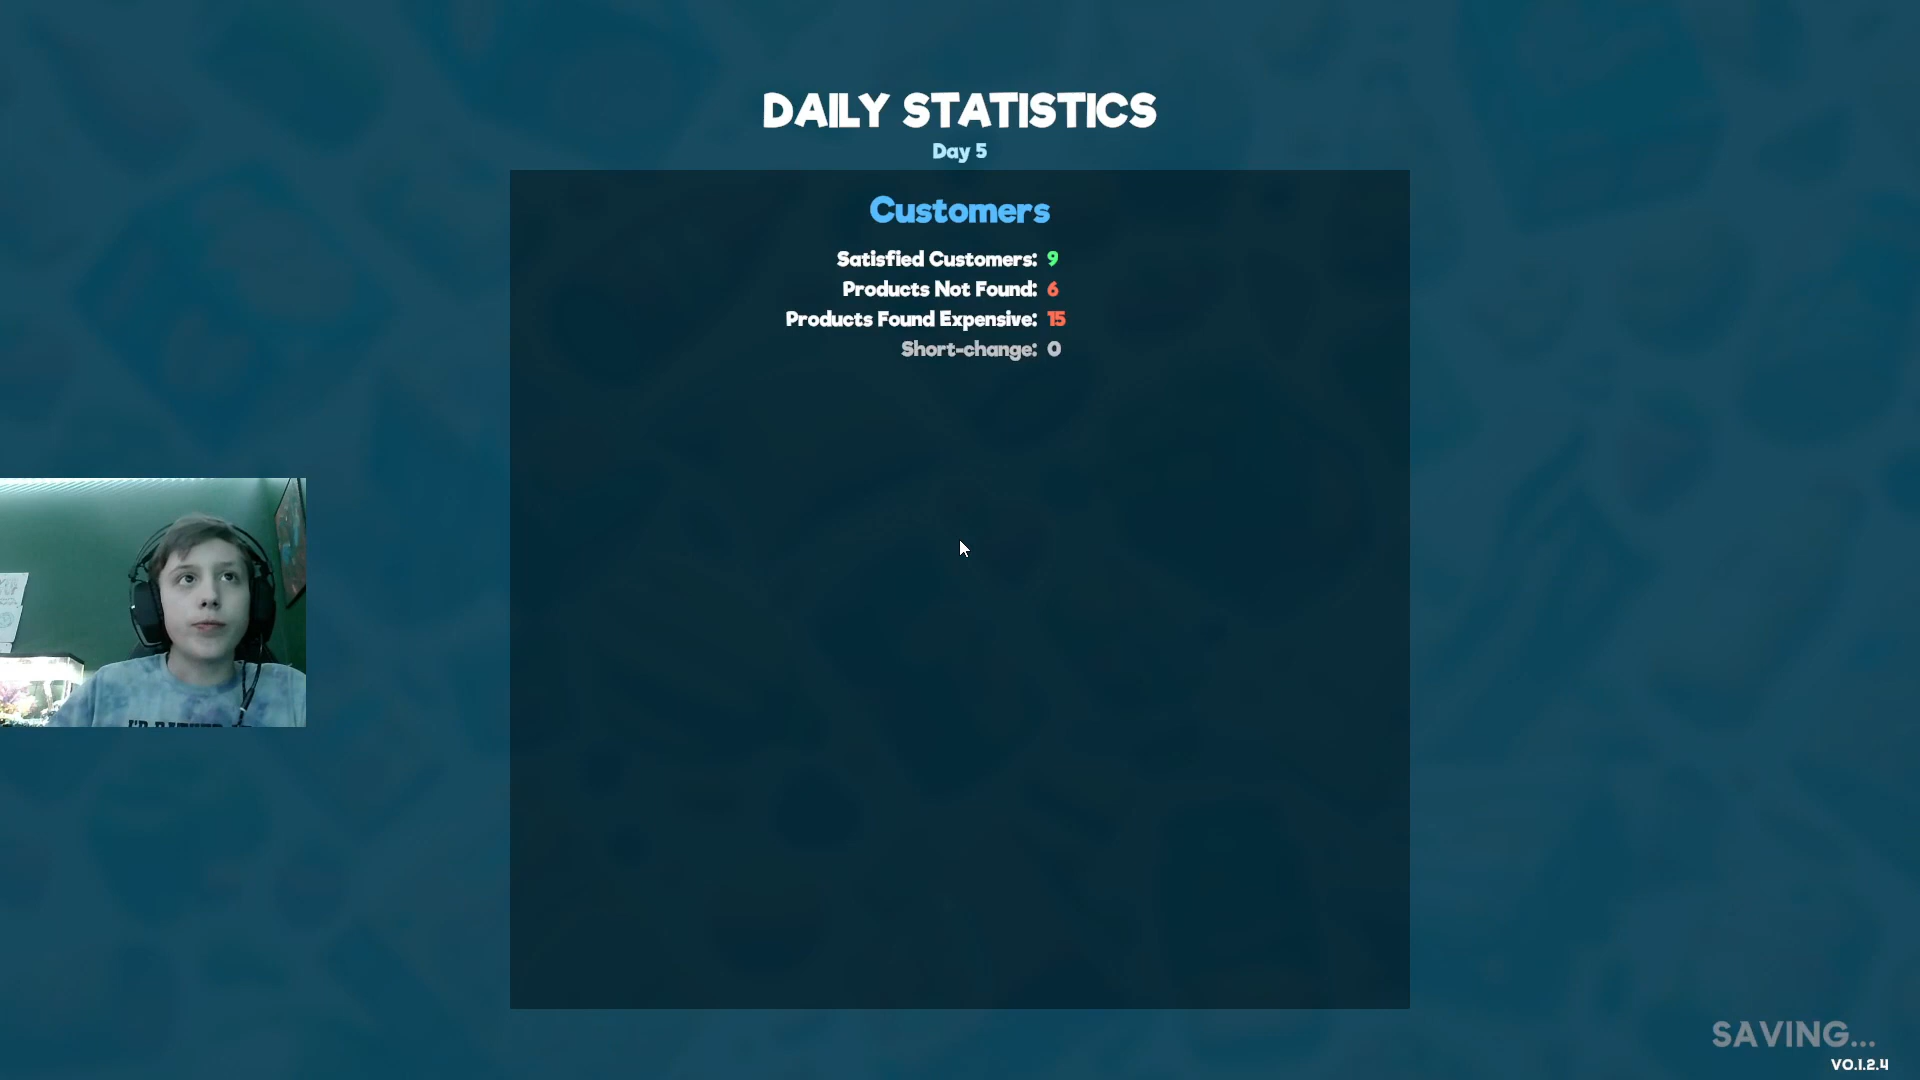 DAILY STATISTICS
Day 5
Customers
Satisfied Customers: 9
Products Not Found: 6
Products Found Expensive: 15
Short-change: 0
SAVING...
V0.1.2.4